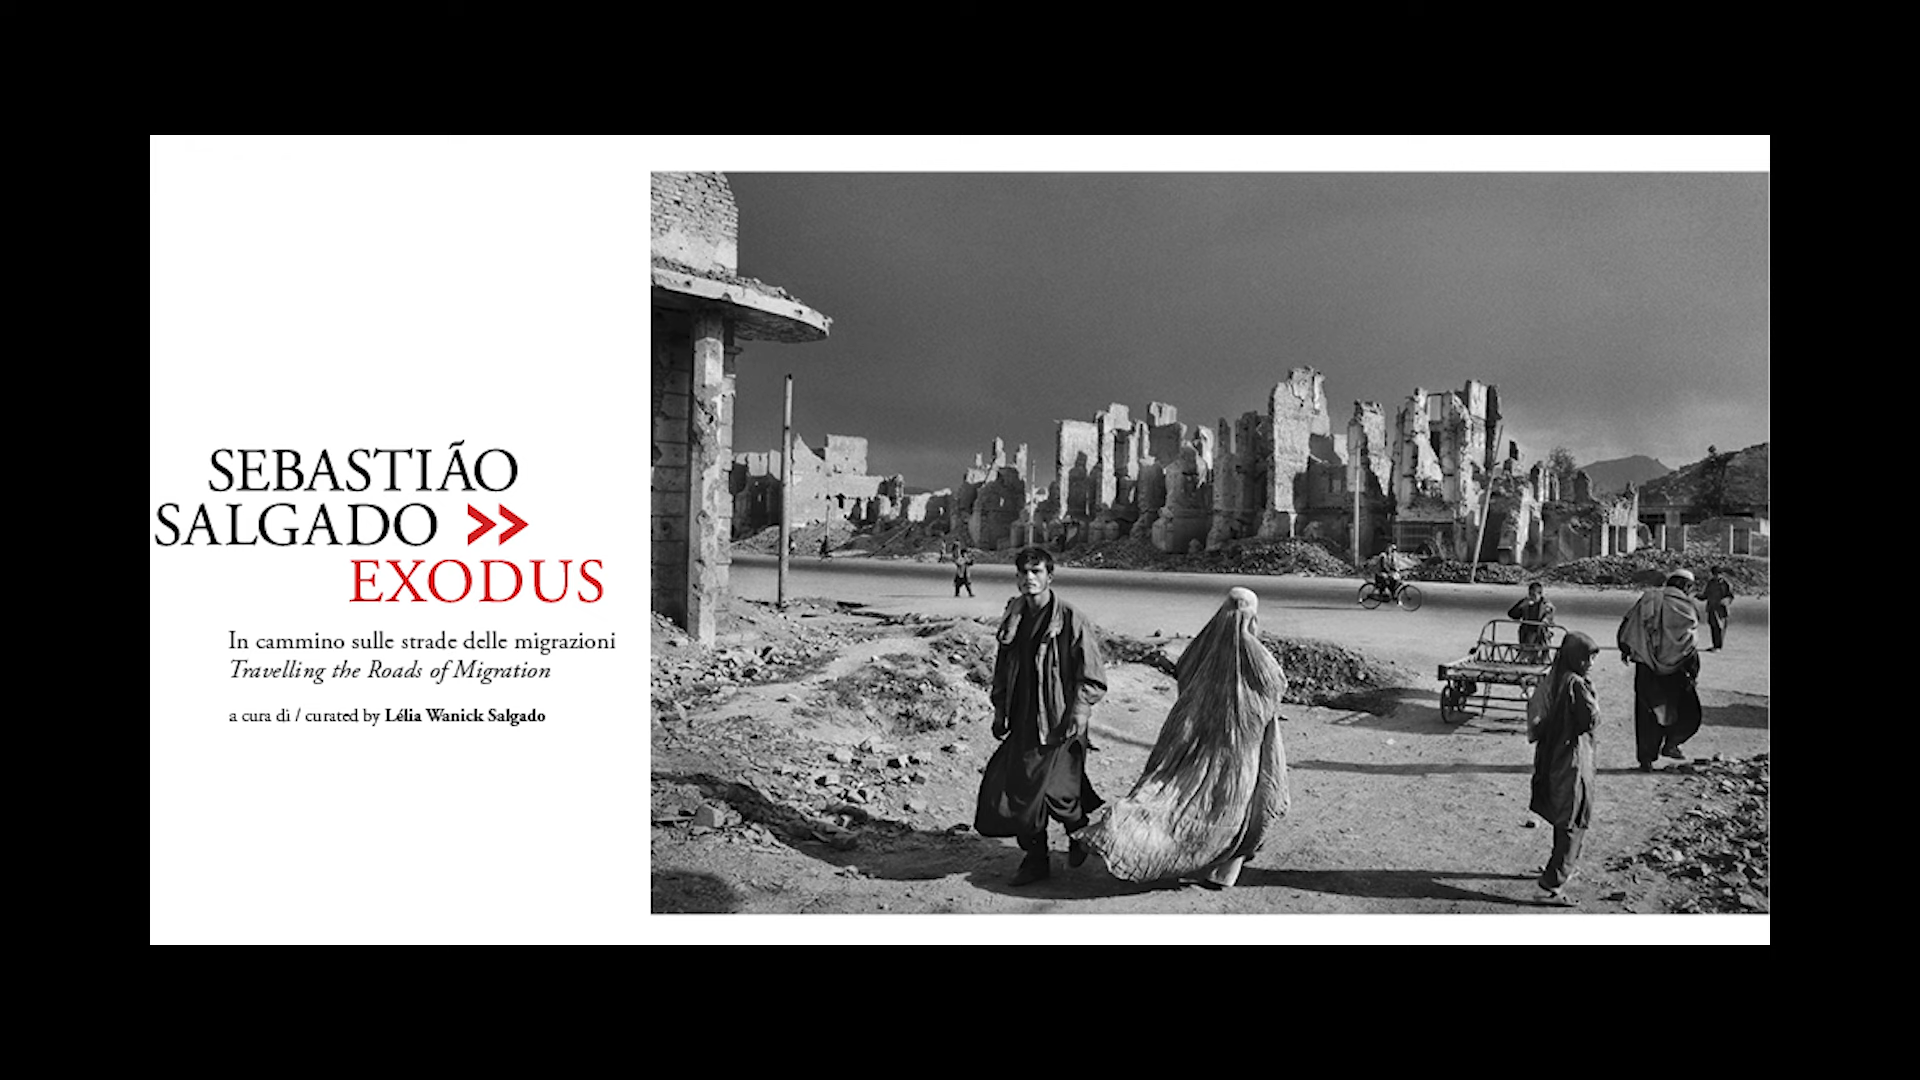 SEBASTIÃO
SALGADO >>
EXODUS
In cammino sulle strade delle migrazioni
Travelling the Roads of Migration
a cura di / curated by Lélia Wanick Salgado